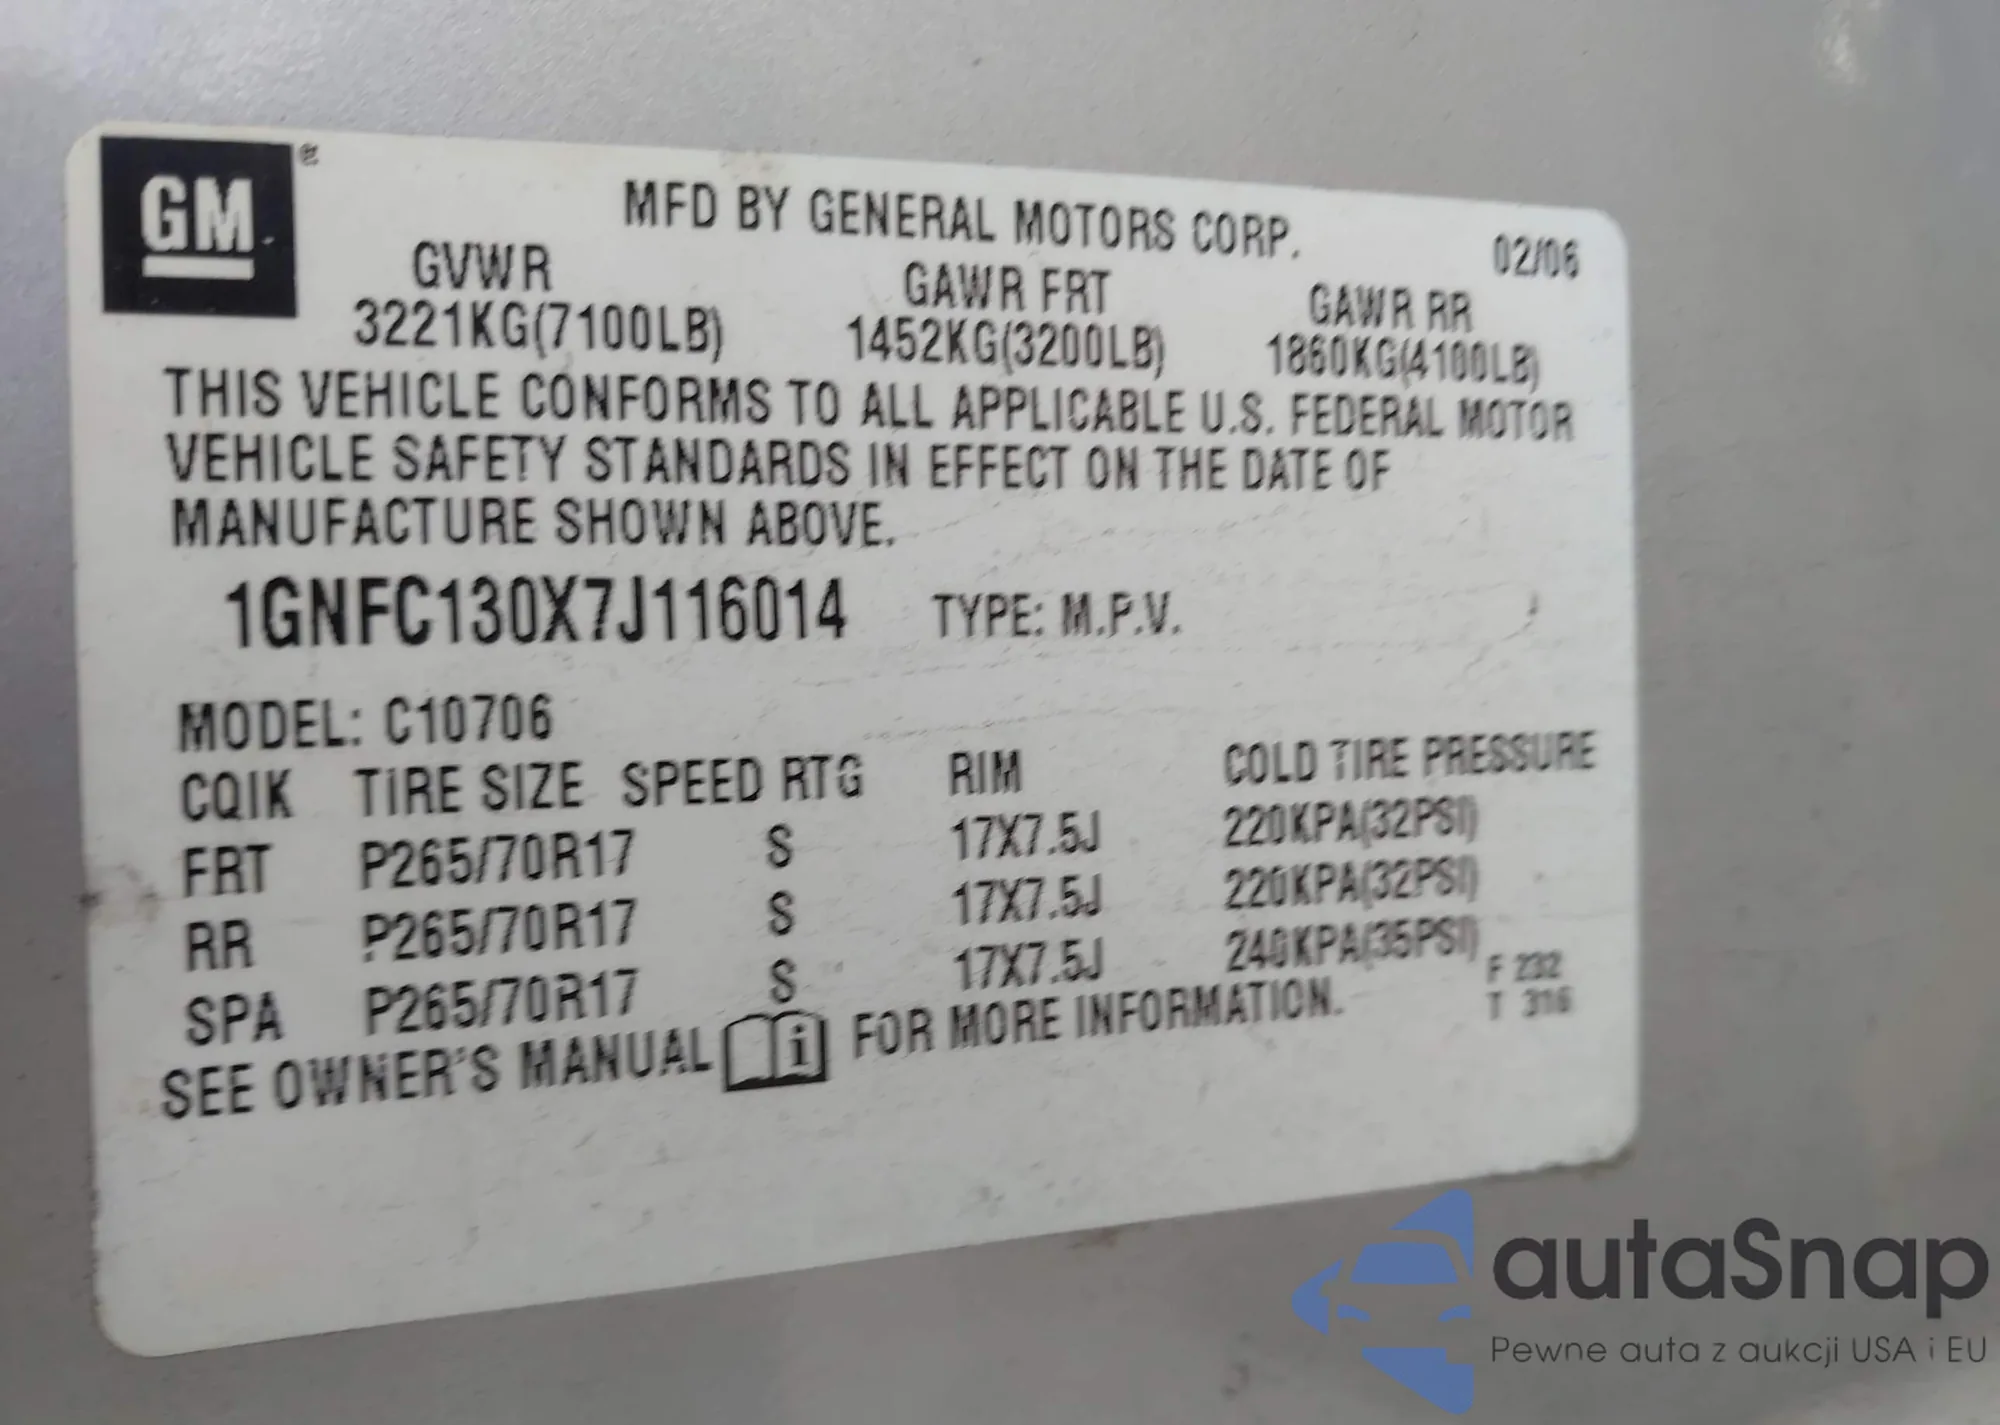 GM
MFD BY GENERAL MOTORS CORP.
02/06
GVWR GAWR FRT GAWR RR
3221KG(7100LB) 1452KG(3200LB) 1860KG(4100LB)
THIS VEHICLE CONFORMS TO ALL APPLICABLE U.S. FEDERAL MOTOR
VEHICLE SAFETY STANDARDS IN EFFECT ON THE DATE OF
MANUFACTURE SHOWN ABOVE.
1GNFC130X7J116014 TYPE: M.P.V.
MODEL: C10706
CQIK TIRE SIZE SPEED RTG RIM COLD TIRE PRESSURE
FRT P265/70R17 S 17X7.5J 220KPA(32PSI)
RR P265/70R17 S 17X7.5J 220KPA(32PSI)
SPA P265/70R17 S 17X7.5J 240KPA(35PSI)
SEE OWNER'S MANUAL i FOR MORE INFORMATION.
F 232
T 316
autaSnap
Pewne auta z aukcji USA i EU